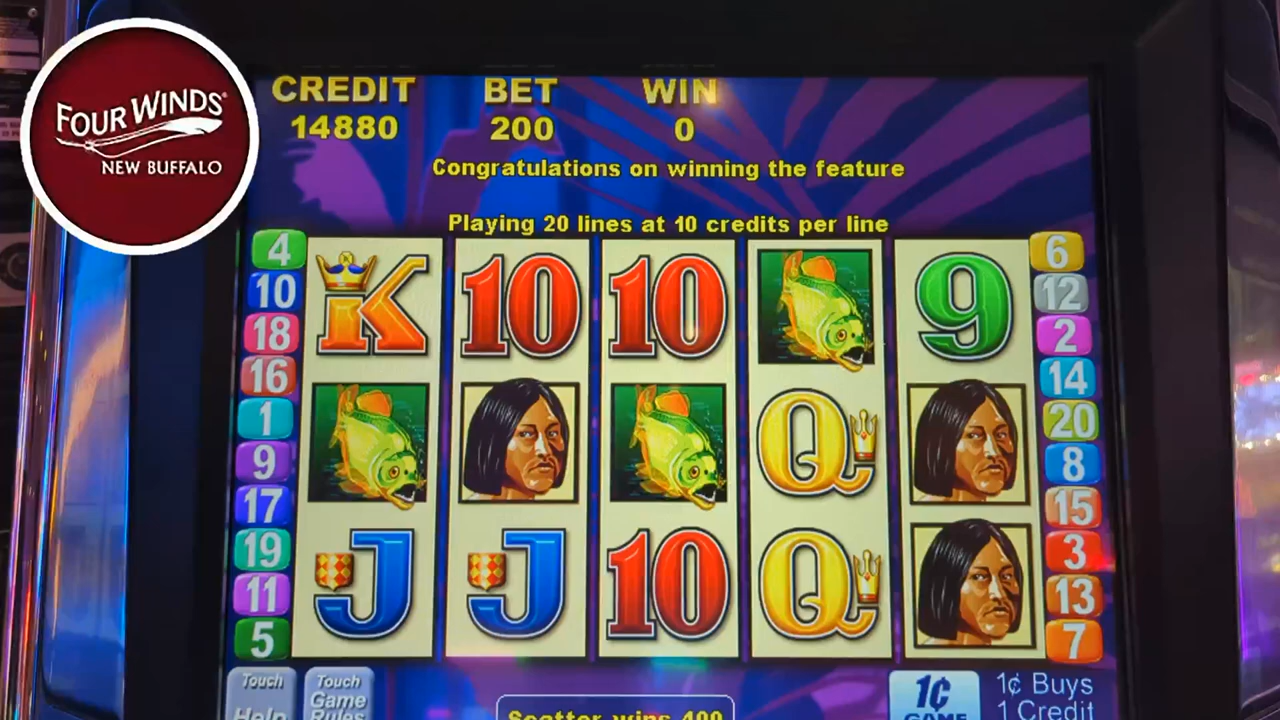 FOUR WINDS®
NEW BUFFALO
CREDIT BET WIN
14880 200 0
Congratulations on winning the feature
Playing 20 lines at 10 credits per line
4 K 10 10 9 6
10 12
18 2
16 14
1 Q 20
9 8
17 15
19 J J 10 Q 3
11 13
5 7
Touch
Help
Touch
Game
Rules
Scatter wins 400
1¢
GAME
1¢ Buys
1 Credit